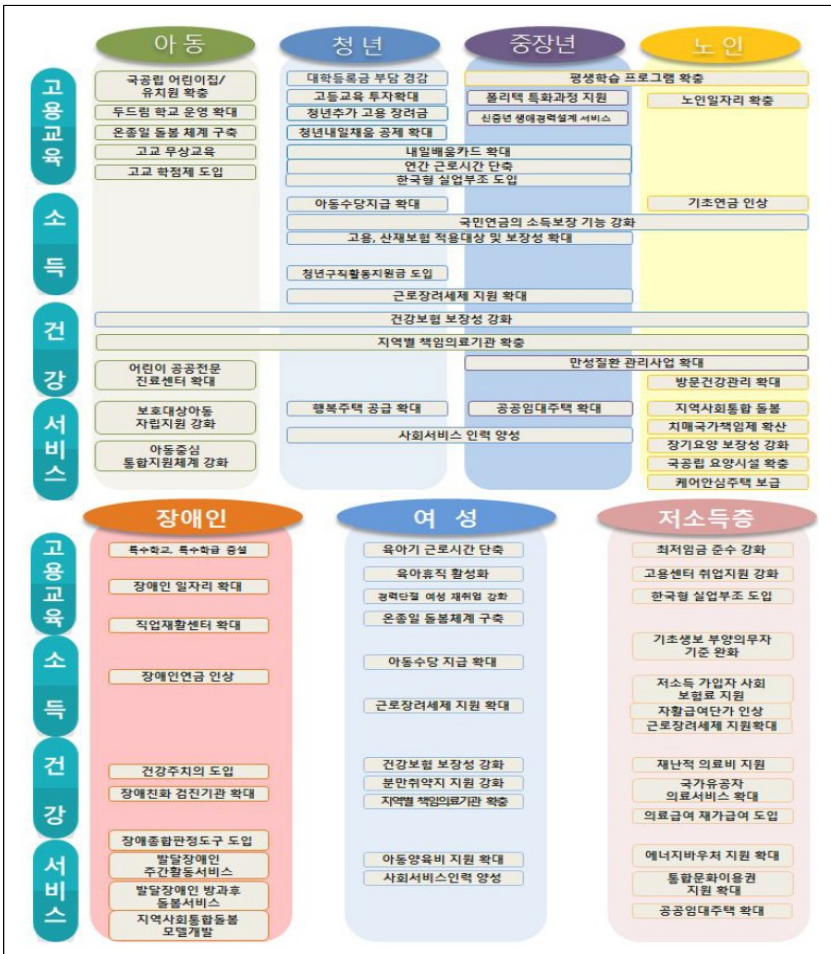 아동
청년
중장년
노인
고용교육
국공립 어린이집/
유치원 확충
두드림 학교 운영 확대
온종일 돌봄 체계 구축
고교 무상교육
고교 학점제 도입
대학등록금 부담 경감
고등교육 투자확대
청년추가 고용 장려금
청년내일채움 공제 확대
평생학습 프로그램 확충
폴리텍 특화과정 지원
신중년 생애경력설계 서비스
노인일자리 확충
내일배움카드 확대
연간 근로시간 단축
한국형 실업부조 도입
소득
아동수당지급 확대
기초연금 인상
국민연금의 소득보장 기능 강화
고용, 산재보험 적용대상 및 보장성 확대
청년구직활동지원금 도입
근로장려세제 지원 확대
건강
건강보험 보장성 강화
지역별 책임의료기관 확충
만성질환 관리사업 확대
어린이 공공전문
진료센터 확대
방문건강관리 확대
서비스
보호대상아동
자립지원 강화
아동중심
통합지원체계 강화
행복주택 공급 확대
공공임대주택 확대
사회서비스 인력 양성
지역사회통합 돌봄
치매국가책임제 확산
장기요양 보장성 강화
국공립 요양시설 확충
케어안심주택 보급
장애인
여성
저소득층
고용교육
특수학교, 특수학급 증설
장애인 일자리 확대
직업재활센터 확대
육아기 근로시간 단축
육아휴직 활성화
경력단절 여성 재취업 강화
온종일 돌봄체계 구축
최저임금 준수 강화
고용센터 취업지원 강화
한국형 실업부조 도입
소득
장애인연금 인상
아동수당 지급 확대
근로장려세제 지원 확대
기초생보 부양의무자
기준 완화
저소득 가입자 사회
보험료 지원
자활급여단가 인상
근로장려세제 지원확대
건강
건강주치의 도입
장애친화 검진기관 확대
건강보험 보장성 강화
분만취약지 지원 강화
지역별 책임의료기관 확충
재난적 의료비 지원
국가유공자
의료서비스 확대
의료급여 재가급여 도입
서비스
장애종합판정도구 도입
발달장애인
주간활동서비스
발달장애인 방과후
돌봄서비스
지역사회통합돌봄
모델개발
아동양육비 지원 확대
사회서비스인력 양성
에너지바우처 지원 확대
통합문화이용권
지원 확대
공공임대주택 확대